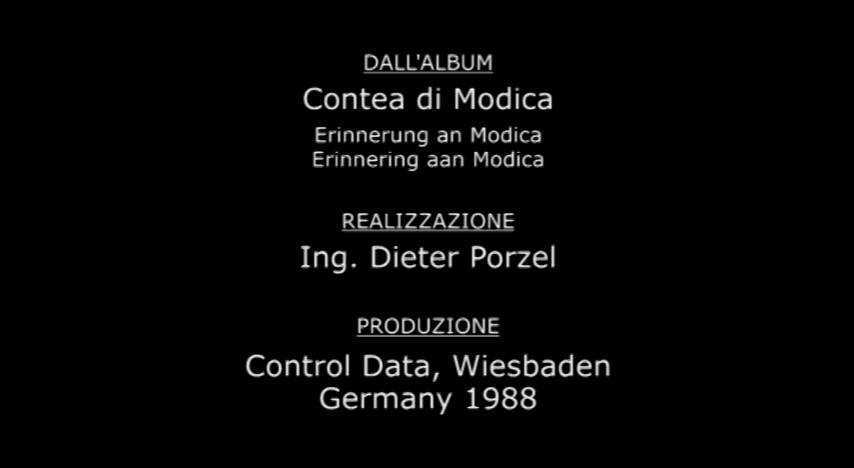 DALL'ALBUM
Contea di Modica
Erinnerung an Modica
Erinnering aan Modica
REALIZZAZIONE
Ing. Dieter Porzel
PRODUZIONE
Control Data, Wiesbaden
Germany 1988